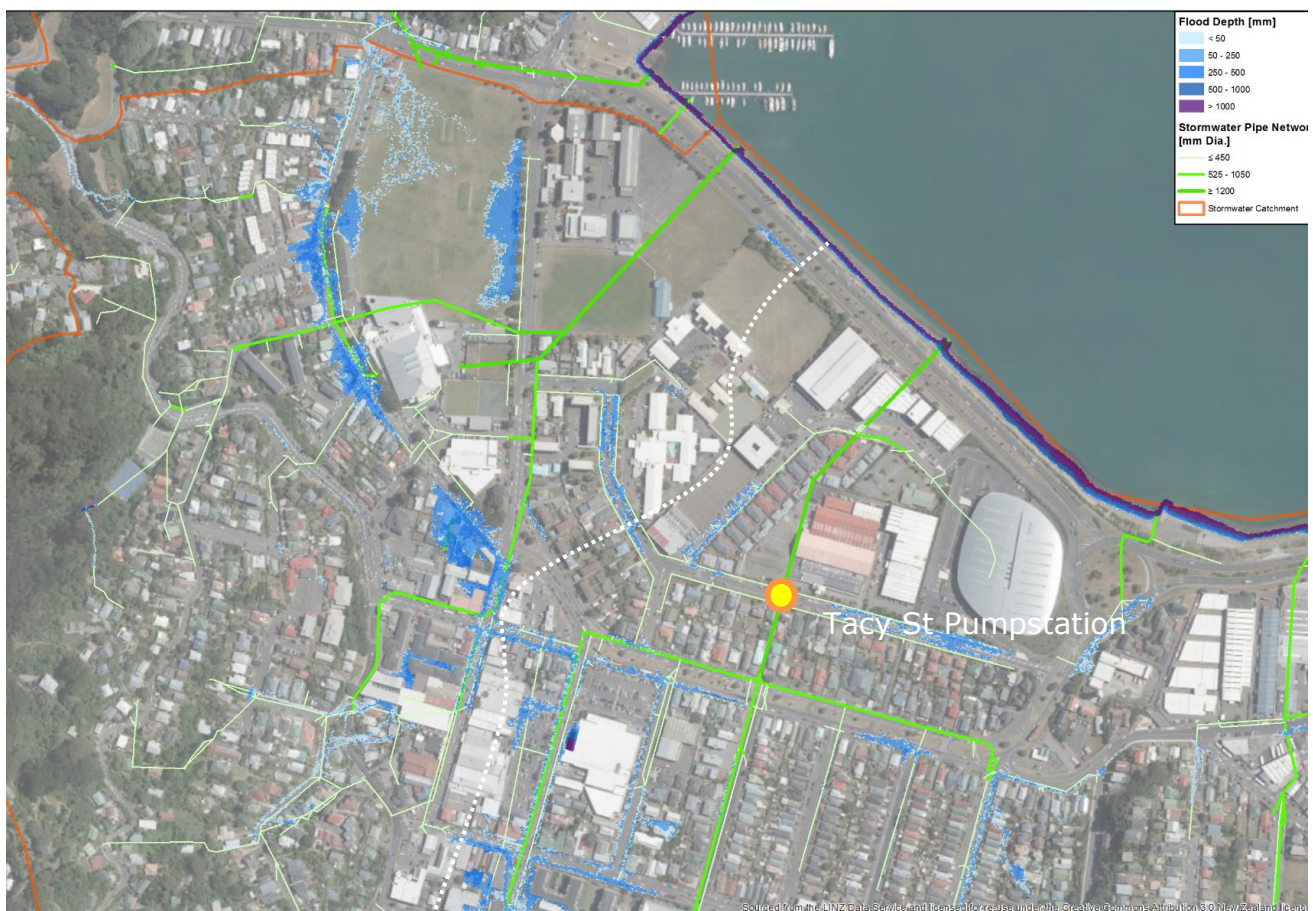 Flood Depth [mm]
< 50
50 - 250
250 - 500
500 - 1000
> 1000
Stormwater Pipe Networ
[mm Dia.]
≤ 450
525 - 1050
≥ 1200
Stormwater Catchment
Tacy St Pumpstation
Sourced from the LINZ Data Service and licensed for reuse under the Creative Commons Attribution 3.0 New Zealand licence